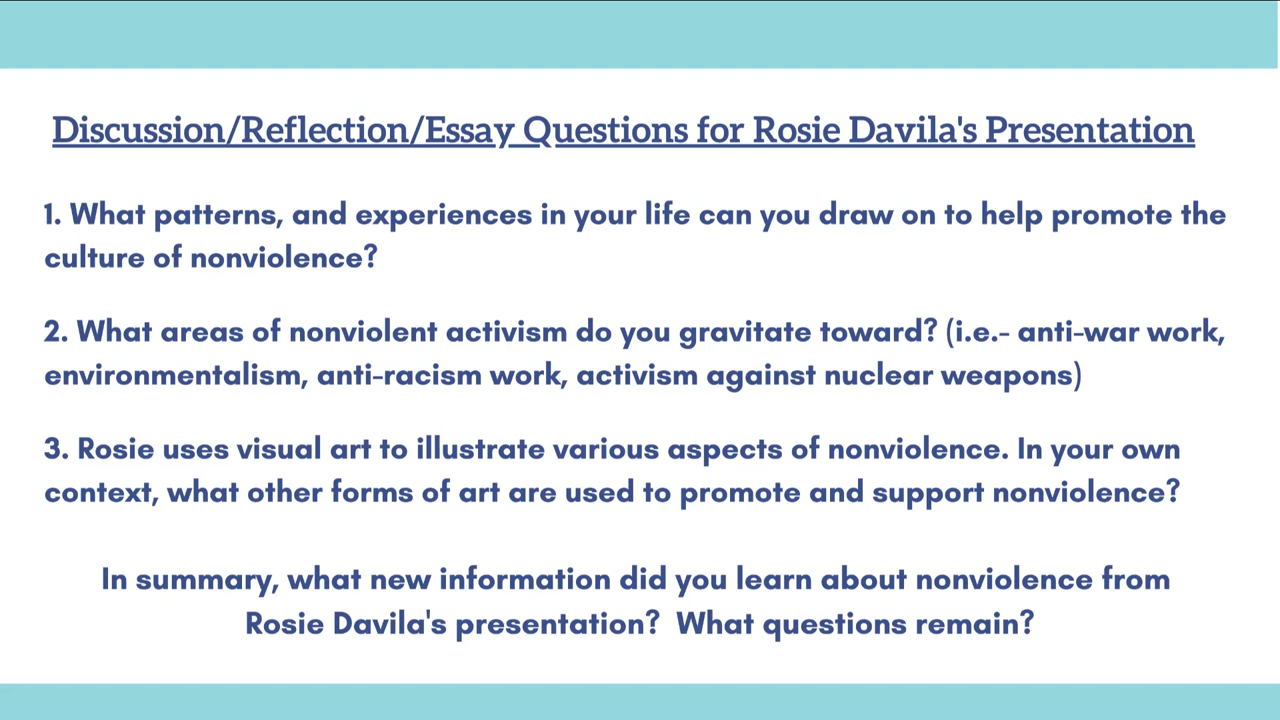 Discussion/Reflection/Essay Questions for Rosie Davila's Presentation
1. What patterns, and experiences in your life can you draw on to help promote the
culture of nonviolence?
2. What areas of nonviolent activism do you gravitate toward? (i.e.- anti-war work,
environmentalism, anti-racism work, activism against nuclear weapons)
3. Rosie uses visual art to illustrate various aspects of nonviolence. In your own
context, what other forms of art are used to promote and support nonviolence?
In summary, what new information did you learn about nonviolence from
Rosie Davila's presentation?  What questions remain?